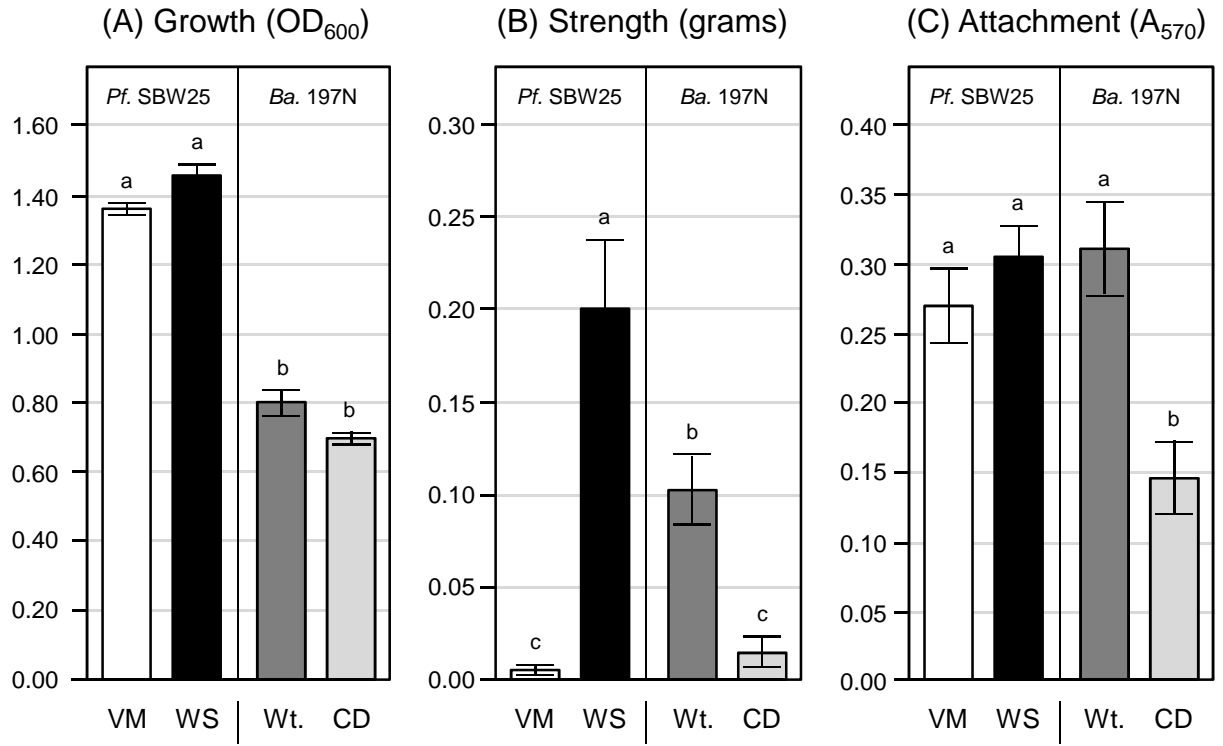 (A) Growth (OD600)
Pf. SBW25 Ba. 197N
1.60
1.40
1.20
1.00
0.80
0.60
0.40
0.20
0.00
a
a
b
b
VM WS Wt. CD
(B) Strength (grams)
Pf. SBW25 Ba. 197N
0.30
0.25
0.20
0.15
0.10
0.05
0.00
c
a
b
c
VM WS Wt. CD
(C) Attachment (A570)
Pf. SBW25 Ba. 197N
0.40
0.35
0.30
0.25
0.20
0.15
0.10
0.05
0.00
a
a
a
b
VM WS Wt. CD